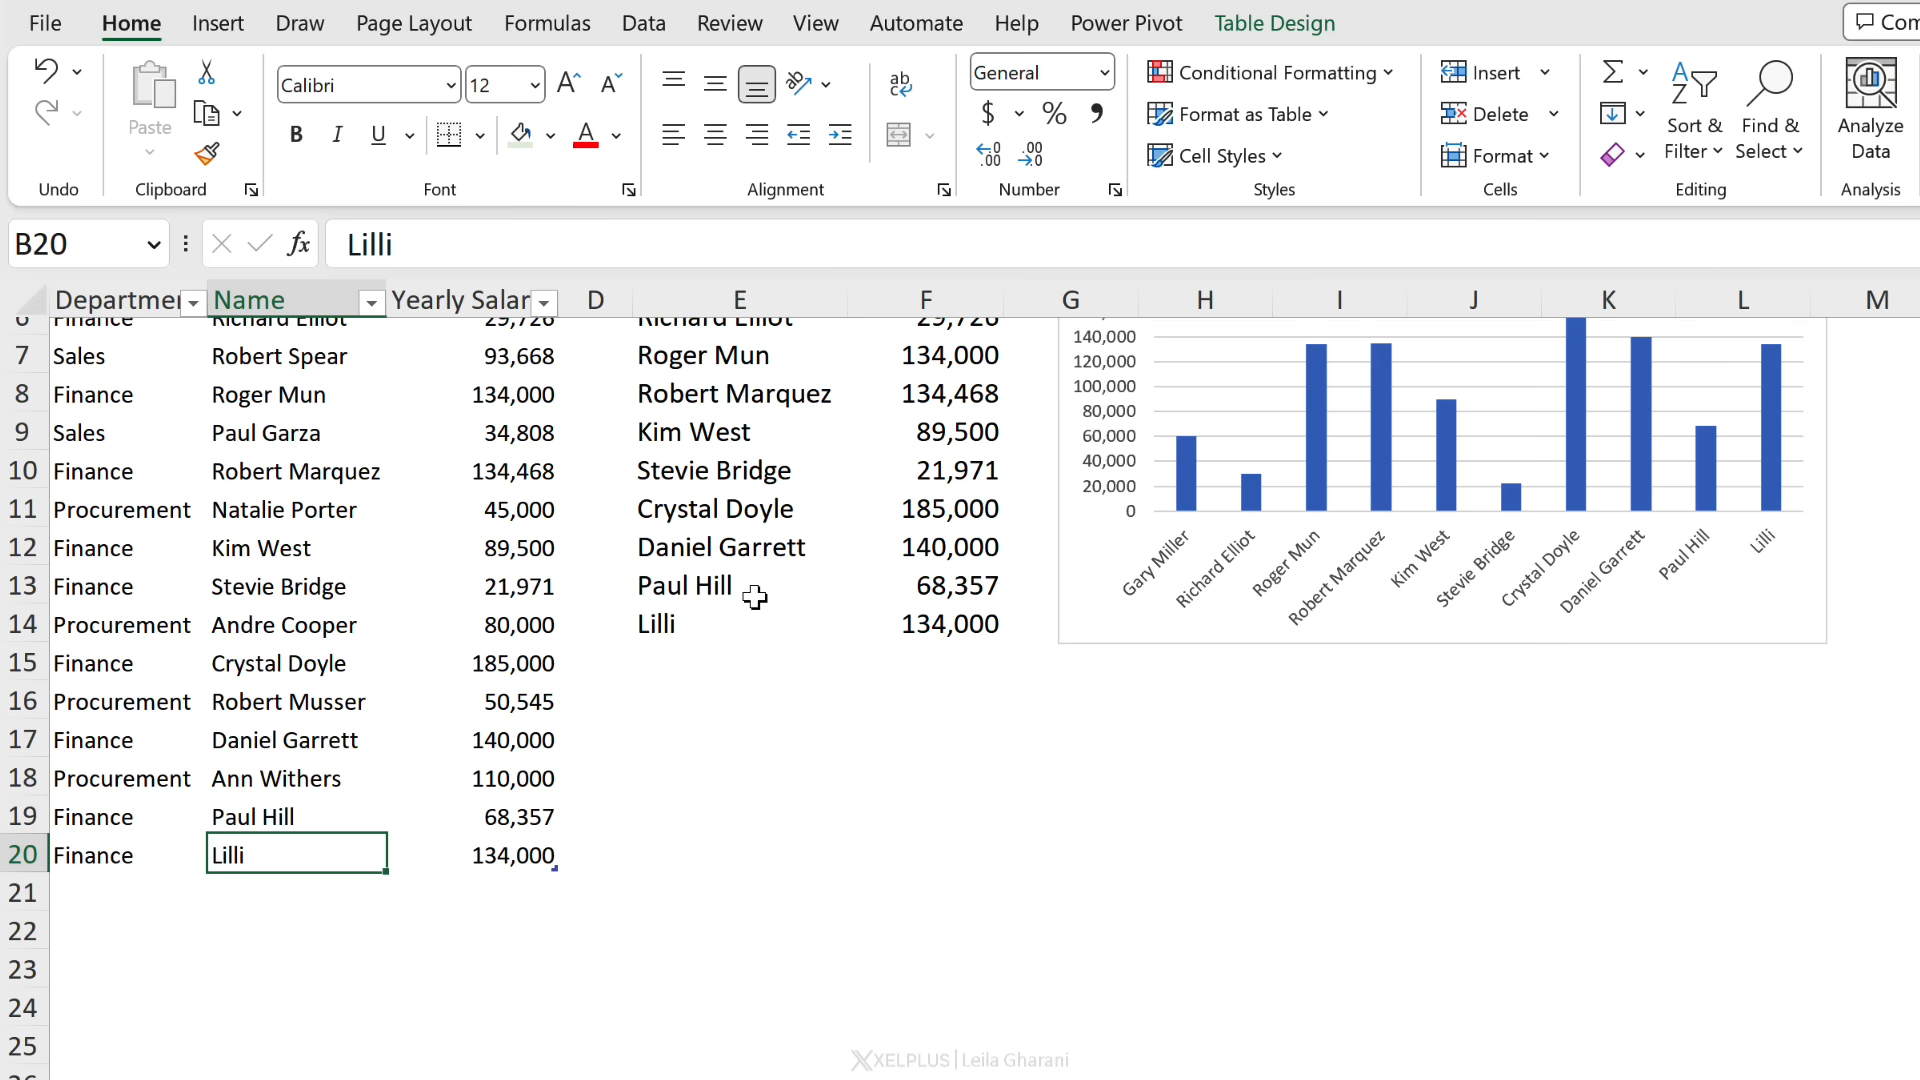 File Home Insert Draw Page Layout Formulas Data Review View Automate Help Power Pivot Table Design
Calibri 12 General Conditional Formatting Insert
Paste Format as Table Delete Sort & Filter Find & Select Analyze Data
Cell Styles Format
Undo Clipboard Font Alignment Number Styles Cells Editing Analysis
B20 fx Lilli
Name Yearly Salar D E F G H I J K L M
6 Finance Richard Elliot 29,726 Richard Elliot 29,726
7 Sales Robert Spear 93,668 Roger Mun 134,000
8 Finance Roger Mun 134,000 Robert Marquez 134,468
9 Sales Paul Garza 34,808 Kim West 89,500
10 Finance Robert Marquez 134,468 Stevie Bridge 21,971
11 Procurement Natalie Porter 45,000 Crystal Doyle 185,000
12 Finance Kim West 89,500 Daniel Garrett 140,000
13 Finance Stevie Bridge 21,971 Paul Hill 68,357
14 Procurement Andre Cooper 80,000 Lilli 134,000
15 Finance Crystal Doyle 185,000
16 Procurement Robert Musser 50,545
17 Finance Daniel Garrett 140,000
18 Procurement Ann Withers 110,000
19 Finance Paul Hill 68,357
20 Finance Lilli 134,000
21
22
23
24
25
140,000
120,000
100,000
80,000
60,000
40,000
20,000
0
Gary Miller
Richard Elliot
Roger Mun
Robert Marquez
Kim West
Stevie Bridge
Crystal Doyle
Daniel Garrett
Paul Hill
Lilli
XELPLUS | Leila Gharani